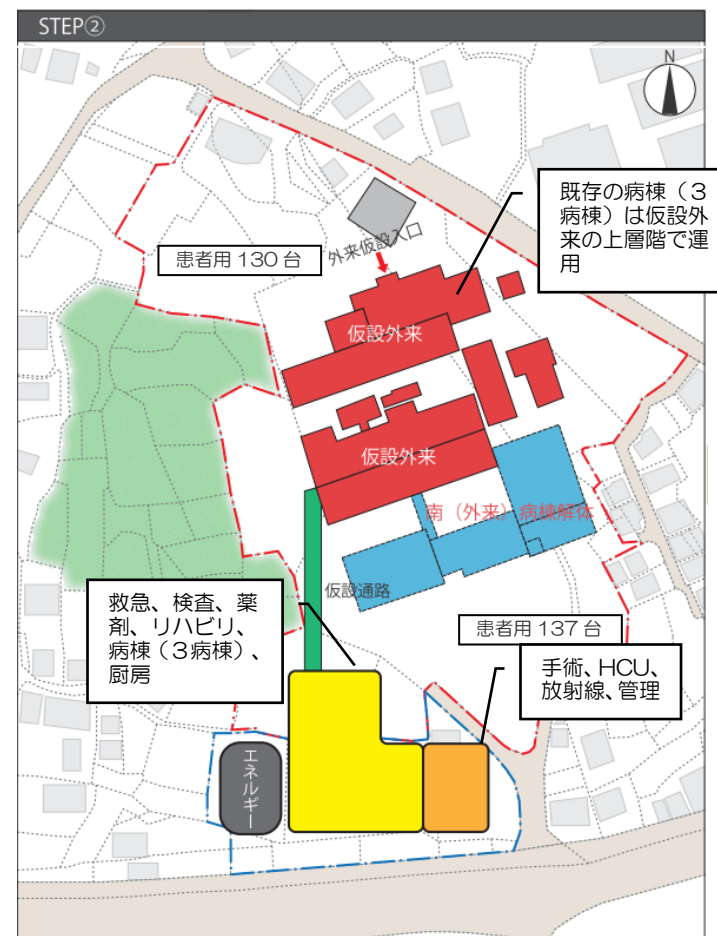 STEP②
N
既存の病棟（3
病棟）は仮設外
来の上層階で運
用
外来仮設入口
患者用 130 台
仮設外来
仮設外来
南（外来）病棟解体
仮設通路
救急、検査、薬
剤、リハビリ、
病棟（3病棟）、
厨房
患者用 137 台
手術、HCU、
放射線、管理
エネルギー